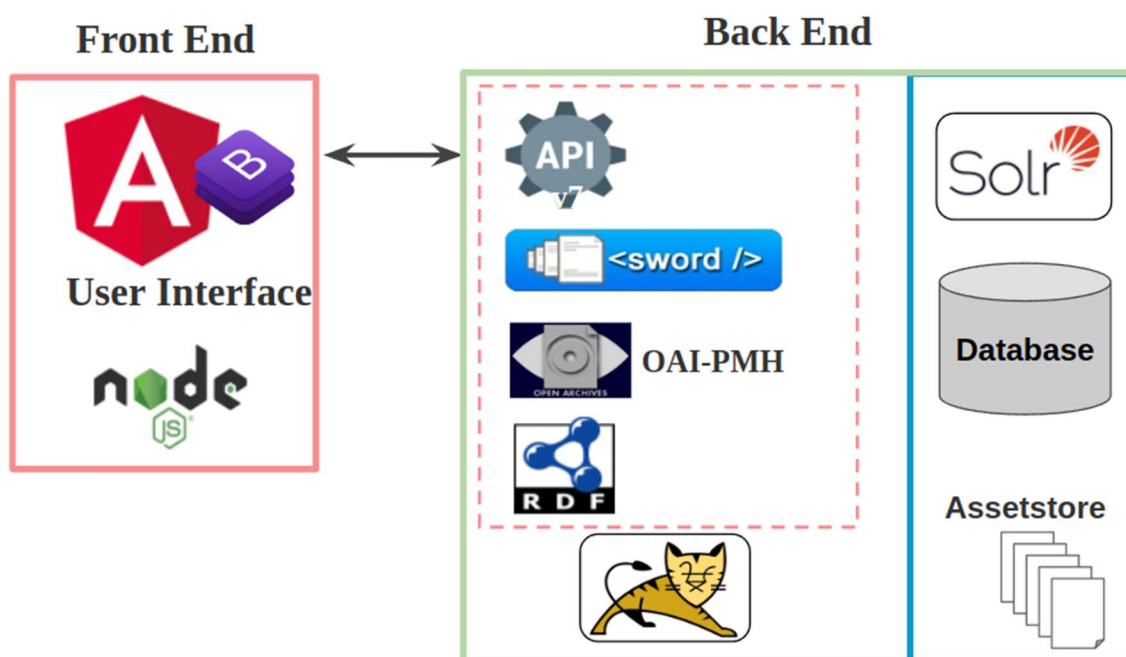 Front End
Back End
A
B
User Interface
node
JS
API
v7
<sword />
OAI-PMH
OPEN ARCHIVES
RDF
Solr
Database
Assetstore